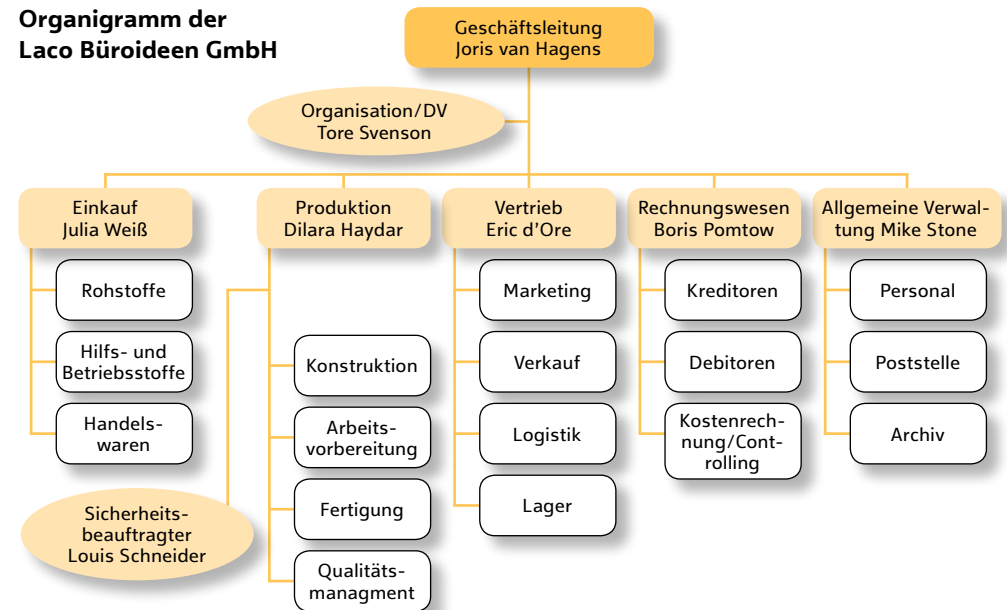 Organigramm der
Laco Büroideen GmbH
Geschäftsleitung
Joris van Hagens
Organisation/DV
Tore Svenson
Einkauf
Julia Weiß
Rohstoffe
Hilfs- und
Betriebsstoffe
Handels-
waren
Produktion
Dilara Haydar
Sicherheits-
beauftragter
Louis Schneider
Konstruktion
Arbeits-
vorbereitung
Fertigung
Qualitäts-
managment
Vertrieb
Eric d’Ore
Marketing
Verkauf
Logistik
Lager
Rechnungswesen
Boris Pomtow
Kreditoren
Debitoren
Kostenrech-
nung/Cont-
rolling
Allgemeine Verwal-
tung Mike Stone
Personal
Poststelle
Archiv